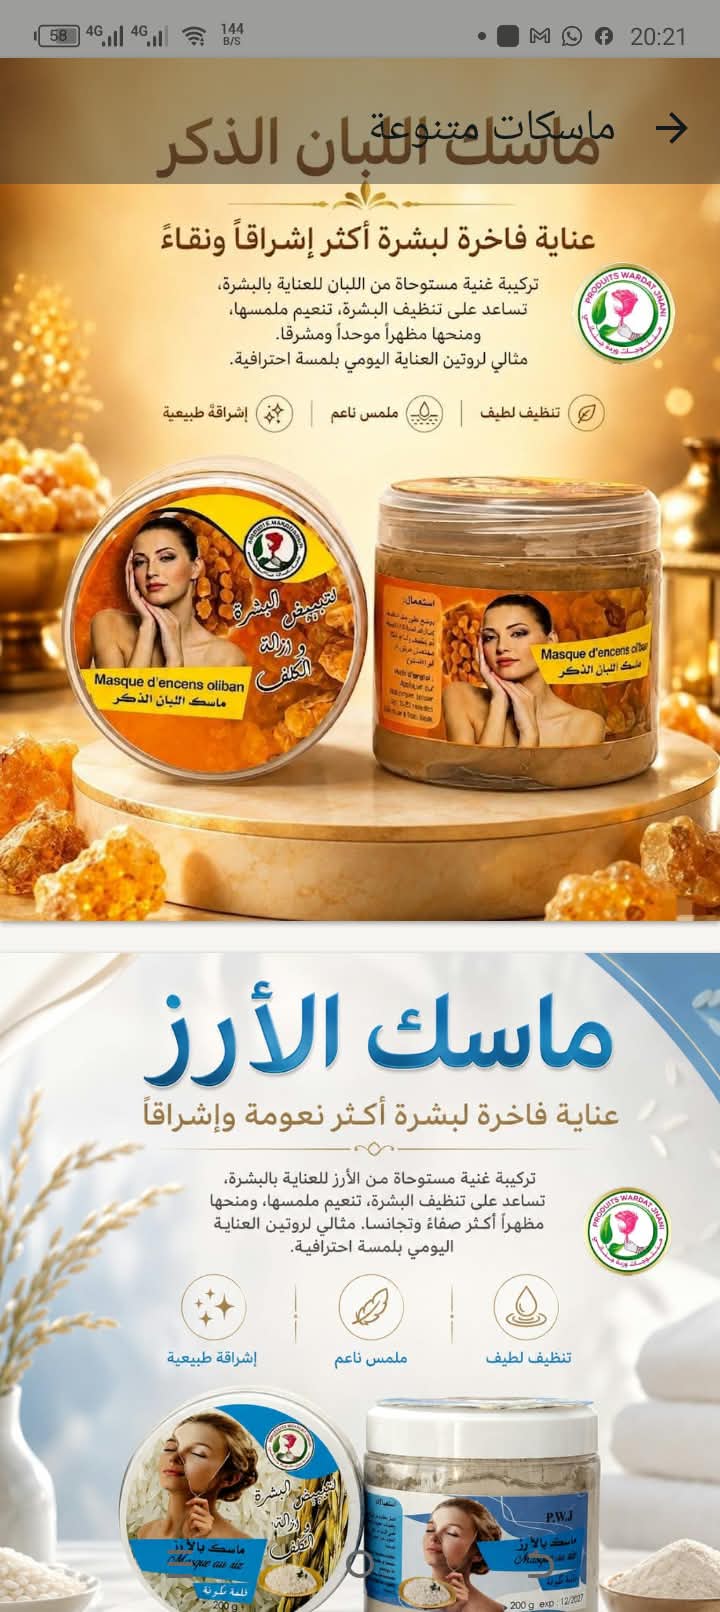 58 4G 4G 144 B/S 20:21
ماسكات متنوعة
ماسك اللبان الذكر
عناية فاخرة لبشرة أكثر إشراقاً ونقاءً
تركيبة غنية مستوحاة من اللبان للعناية بالبشرة،
تساعد على تنظيف البشرة، تنعيم ملمسها،
ومنحها مظهراً موحداً ومشرقا.
مثالي لروتين العناية اليومي بلمسة احترافية.
PRODUITS WARDAT JNANI
منتوجات وردة جناني
تنظيف لطيف
ملمس ناعم
إشراقة طبيعية
لتبييض البشرة
و إزالة
الكلف
Masque d'encens oliban
ماسك اللبان الذكر
استعمال:
Masque d'encens oliban
ماسك اللبان الذكر
ماسك الأرز
عناية فاخرة لبشرة أكثر نعومة وإشراقاً
تركيبة غنية مستوحاة من الأرز للعناية بالبشرة،
تساعد على تنظيف البشرة، تنعيم ملمسها، ومنحها
مظهراً أكثر صفاءً وتجانسا. مثالي لروتين العناية
اليومي بلمسة احترافية.
PRODUITS WARDAT JNANI
منتوجات وردة جناني
تنظيف لطيف
ملمس ناعم
إشراقة طبيعية
لتبييض البشرة
و إزالة
الكلف
ماسك بالأرز
Masque au riz
200 g
P.W.J
ماسك بالأرز
Masque au riz
200 g exp : 12/2027